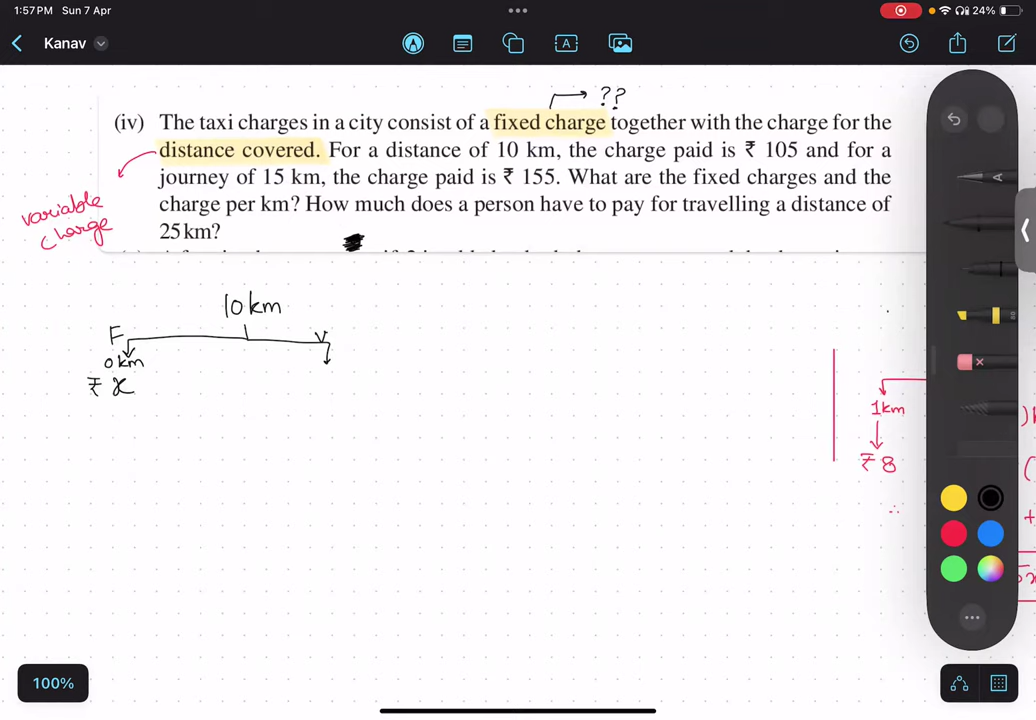 1:57PM Sun 7 Apr
24%
Kanav
A
??
(iv) The taxi charges in a city consist of a fixed charge together with the charge for the
distance covered. For a distance of 10 km, the charge paid is ₹ 105 and for a
journey of 15 km, the charge paid is ₹ 155. What are the fixed charges and the
charge per km? How much does a person have to pay for travelling a distance of
25 km?
variable
charge
10 km
F V
0 km
₹ x
1 km
₹ 8
∴
100%